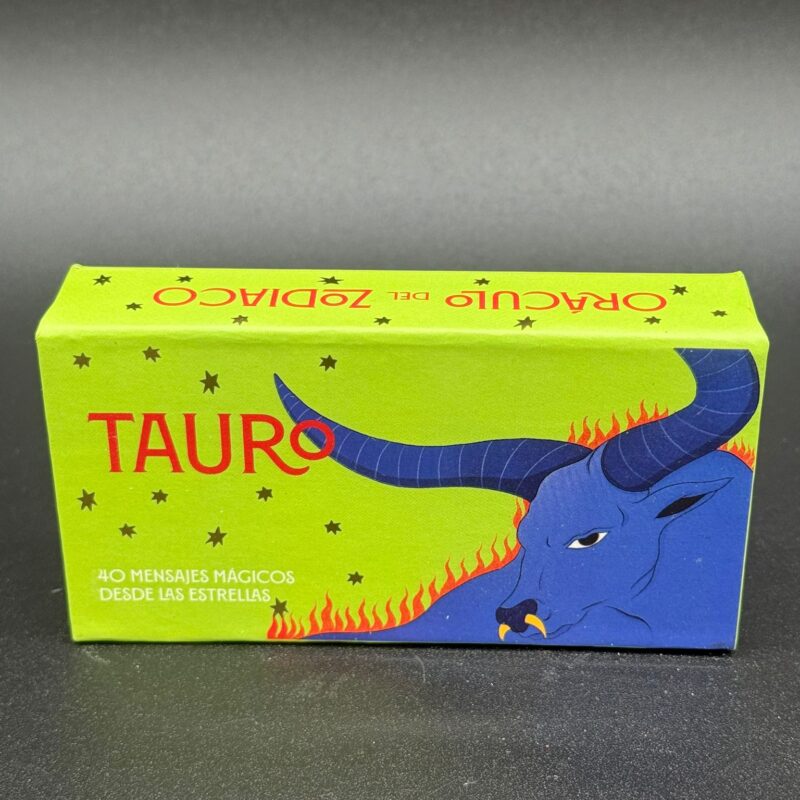 ORÁCULO DEL ZODIACO
TAURO
40 MENSAJES MÁGICOS
DESDE LAS ESTRELLAS